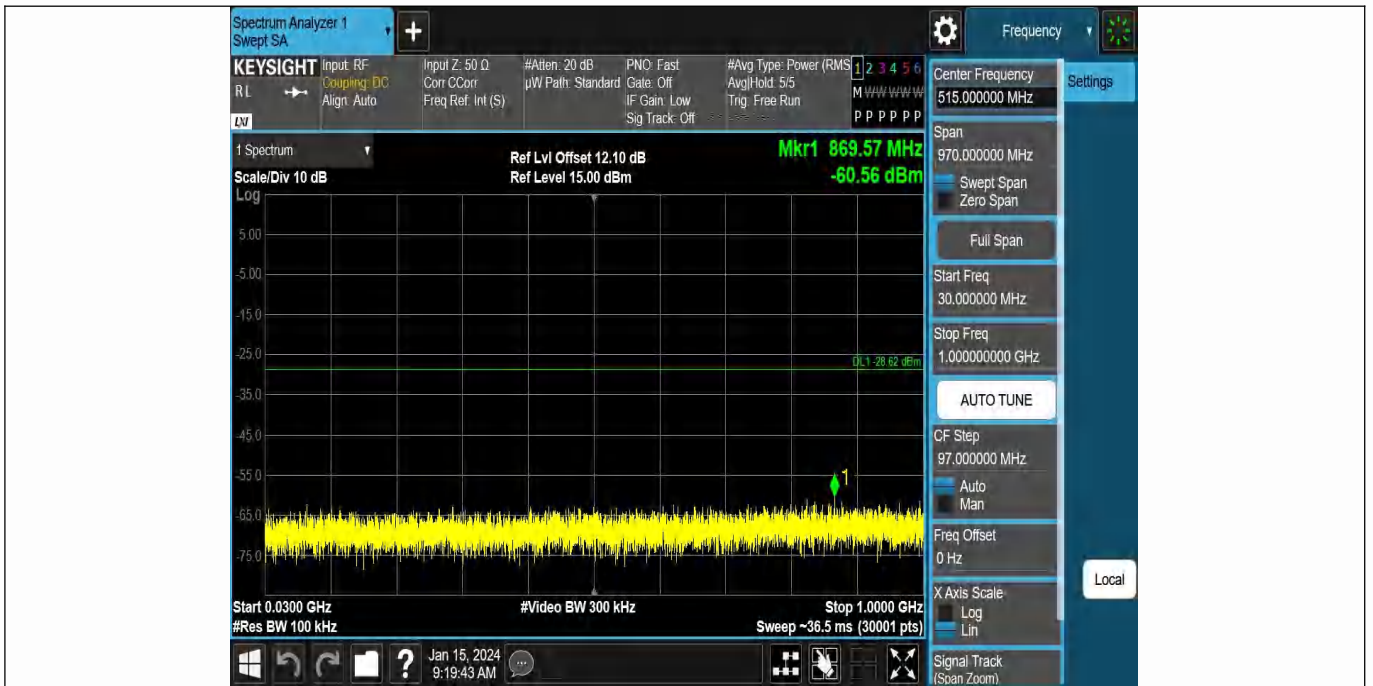 Spectrum Analyzer 1
Swept SA
Frequency
KEYSIGHT
RL
LXI
Input: RF
Coupling: DC
Align: Auto
Input Z: 50 Ω
Corr CCorr
Freq Ref: Int (S)
#Atten: 20 dB
µW Path: Standard
PNO: Fast
Gate: Off
IF Gain: Low
Sig Track: Off
#Avg Type: Power (RMS
Avg|Hold: 5/5
Trig: Free Run
1 2 3 4 5 6
M W W W W W
P P P P P P
1 Spectrum
Scale/Div 10 dB
Ref Lvl Offset 12.10 dB
Ref Level 15.00 dBm
Mkr1 869.57 MHz
-60.56 dBm
Log
5.00
-5.00
-15.0
-25.0
DL1 -28.62 dBm
-35.0
-45.0
-55.0
1
-65.0
-75.0
Start 0.0300 GHz
#Res BW 100 kHz
#Video BW 300 kHz
Stop 1.0000 GHz
Sweep ~36.5 ms (30001 pts)
Center Frequency
515.000000 MHz
Settings
Span
970.000000 MHz
Swept Span
Zero Span
Full Span
Start Freq
30.000000 MHz
Stop Freq
1.000000000 GHz
AUTO TUNE
CF Step
97.000000 MHz
Auto
Man
Freq Offset
0 Hz
X Axis Scale
Log
Lin
Local
Signal Track
(Span Zoom)
?
Jan 15, 2024
9:19:43 AM